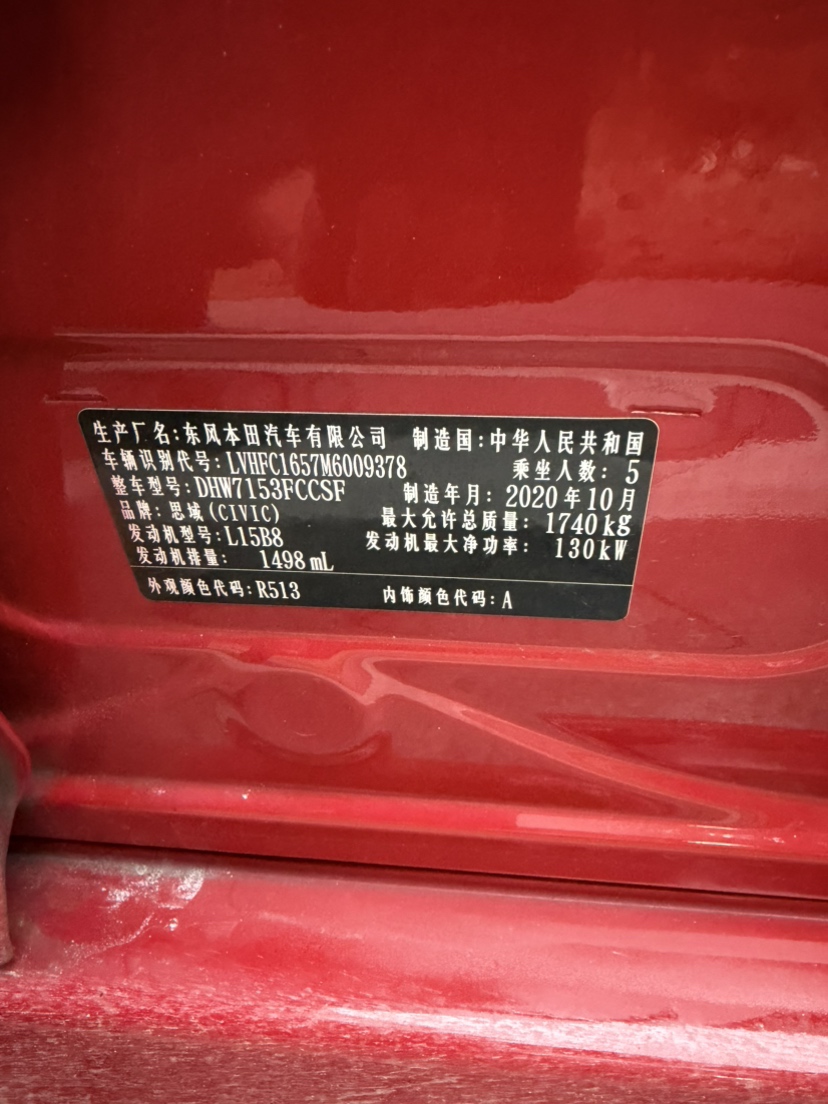 生产厂名:东风本田汽车有限公司 制造国:中华人民共和国
车辆识别代号:LVHFC1657M6009378 乘坐人数: 5
整车型号:DHW7153FCCSF 制造年月: 2020年10月
品牌: 思域(CIVIC) 最大允许总质量: 1740kg
发动机型号:L15B8 发动机最大净功率: 130kW
发动机排量: 1498mL
外观颜色代码:R513 内饰颜色代码:A